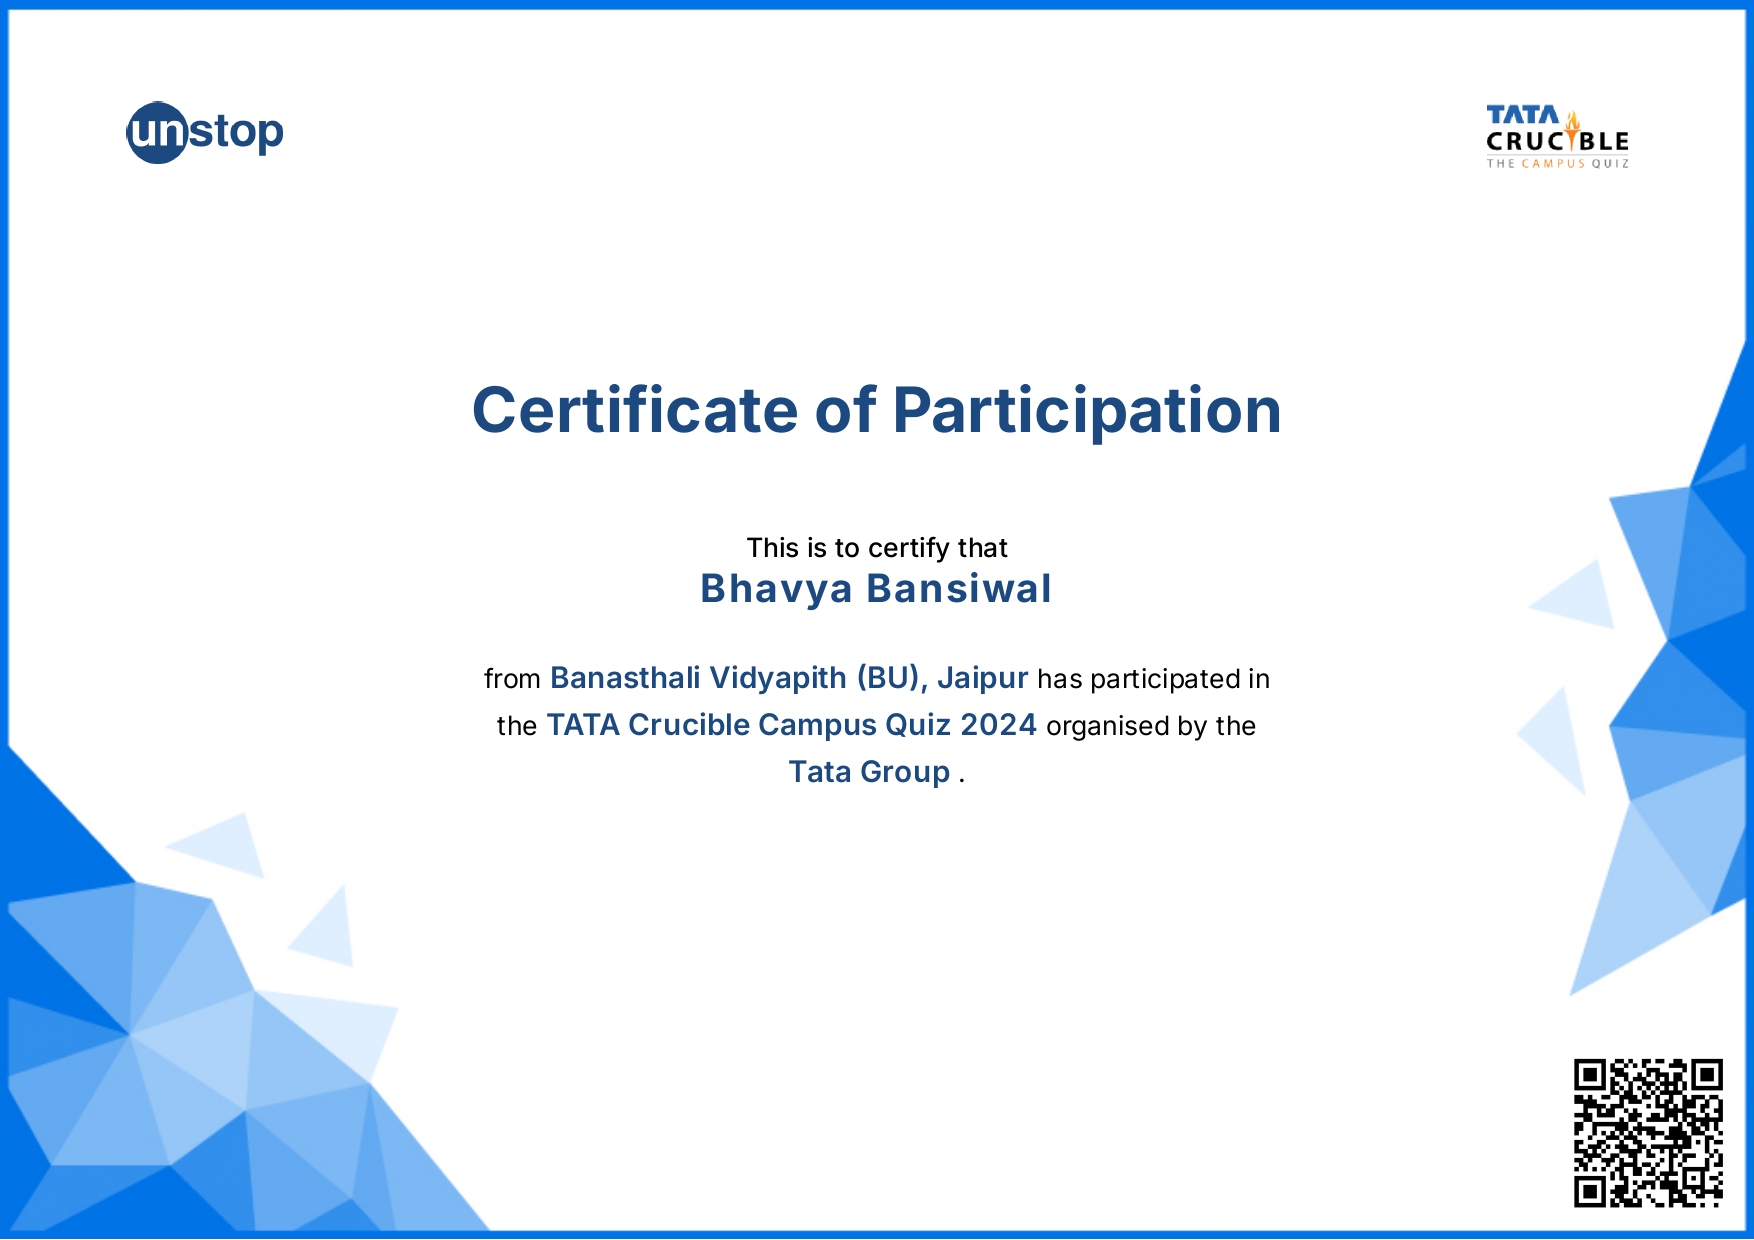 unstop
TATA
CRUCIBLE
THE CAMPUS QUIZ
Certificate of Participation
This is to certify that
Bhavya Bansiwal
from Banasthali Vidyapith (BU), Jaipur has participated in
the TATA Crucible Campus Quiz 2024 organised by the
Tata Group .